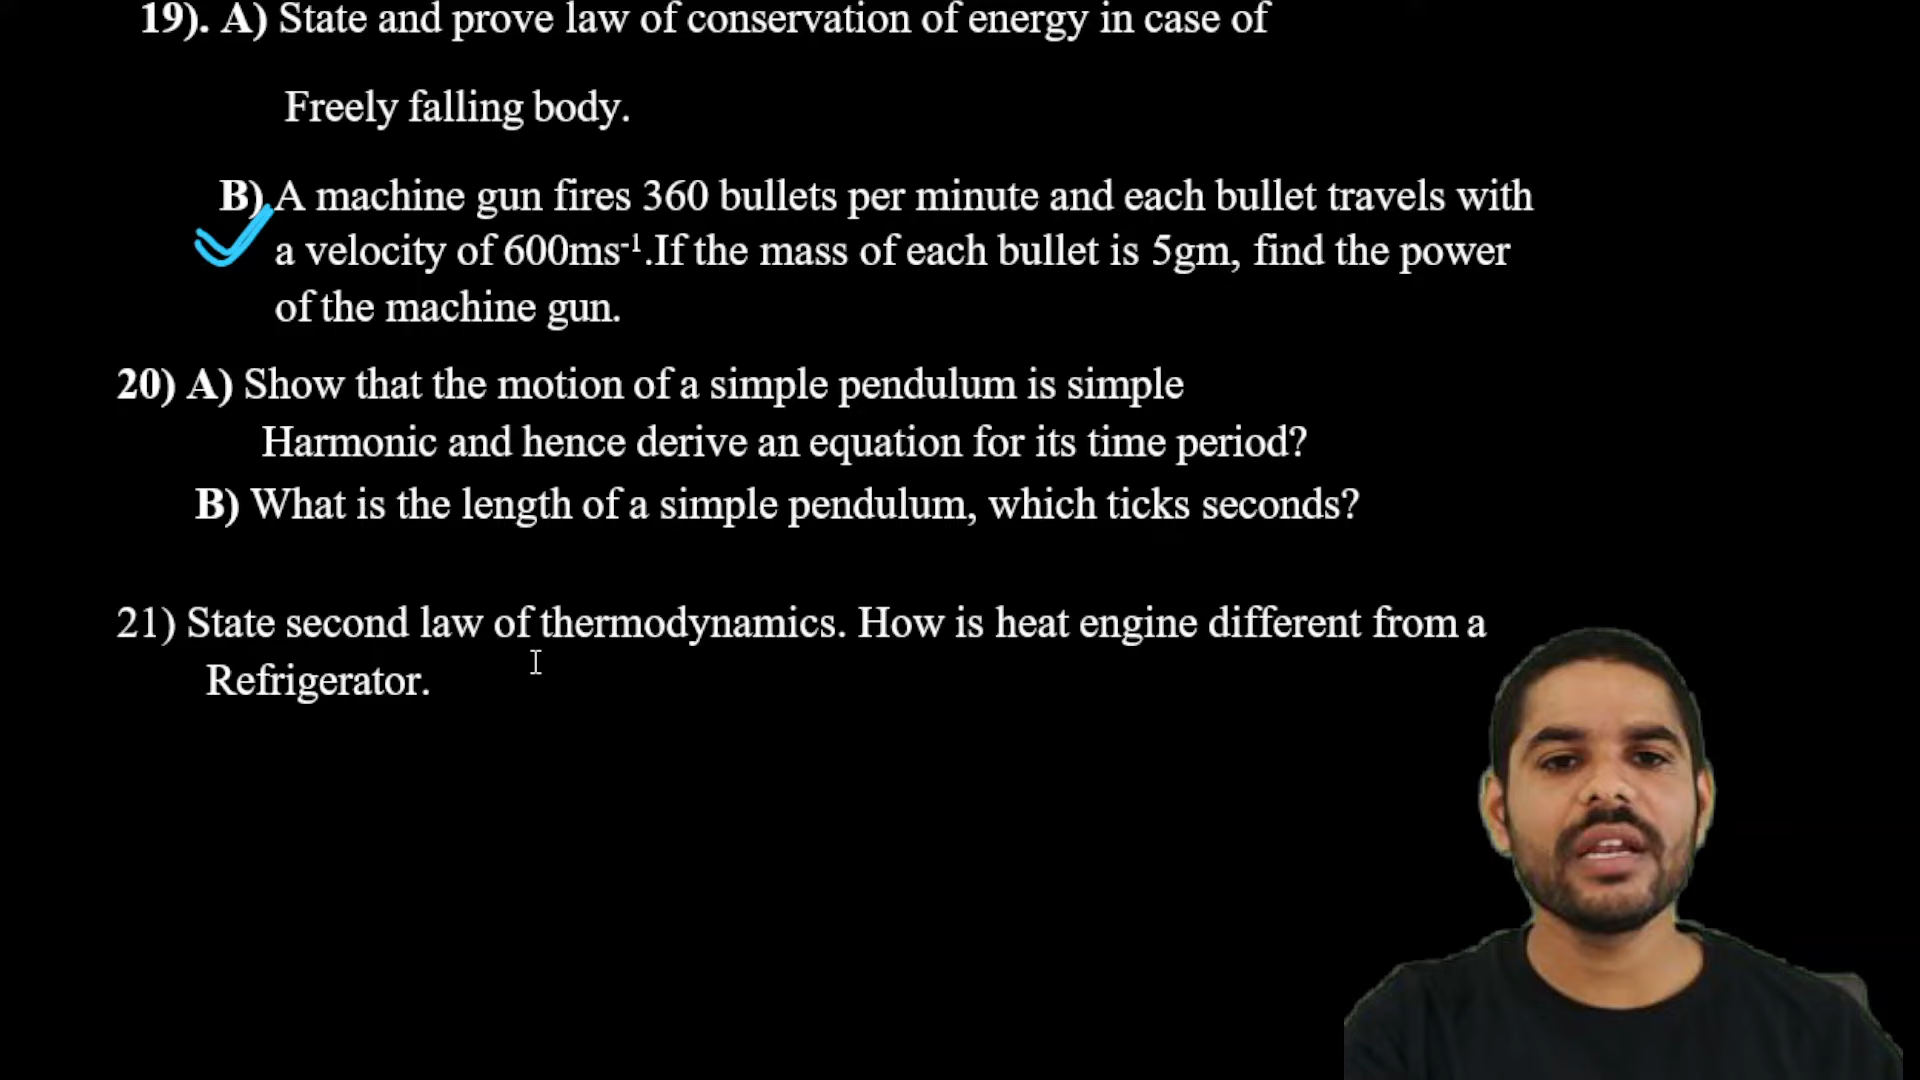 19). A) State and prove law of conservation of energy in case of
Freely falling body.
B) A machine gun fires 360 bullets per minute and each bullet travels with
a velocity of 600ms⁻¹.If the mass of each bullet is 5gm, find the power
of the machine gun.
20) A) Show that the motion of a simple pendulum is simple
Harmonic and hence derive an equation for its time period?
B) What is the length of a simple pendulum, which ticks seconds?
21) State second law of thermodynamics. How is heat engine different from a
Refrigerator.